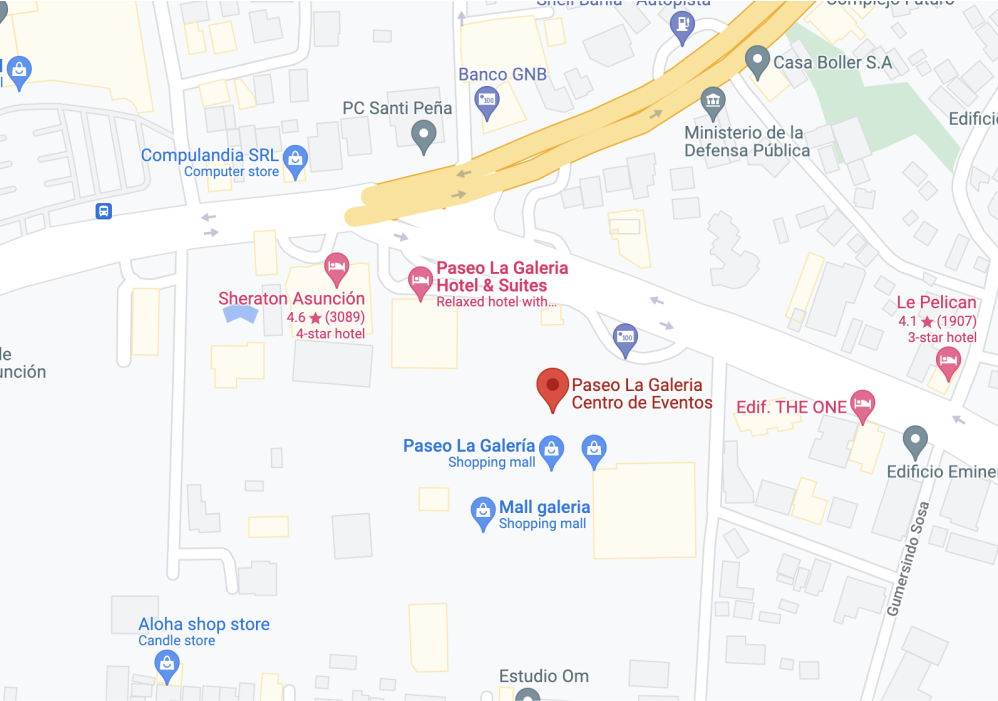 Shell Bahía - Autopista
Complejo Futuro
Banco GNB
Casa Boller S.A
PC Santi Peña
Edificio
Ministerio de la
Defensa Pública
Compulandia SRL
Computer store
Paseo La Galeria
Hotel & Suites
Relaxed hotel with...
Sheraton Asunción
4.6 ★ (3089)
4-star hotel
Le Pelican
4.1 ★ (1907)
3-star hotel
de
unción
Paseo La Galeria
Centro de Eventos
Edif. THE ONE
Paseo La Galería
Shopping mall
Edificio Eminen
Mall galeria
Shopping mall
Gumersindo Sosa
Aloha shop store
Candle store
Estudio Om